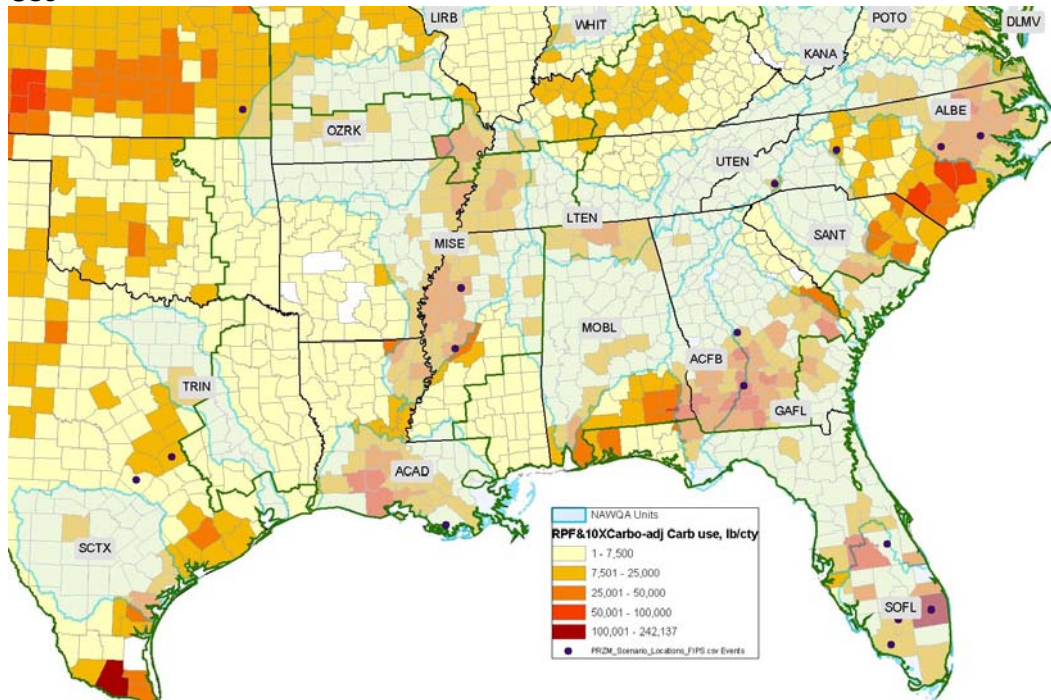 LIRB
WHIT
POTO
DLMV
KANA
OZRK
ALBE
UTEN
LTEN
SANT
MISE
MOBL
ACFB
TRIN
GAFL
ACAD
SCTX
SOFL
NAWQA Units
RPF&10XCarbo-adj Carb use, lb/cty
1 - 7,500
7,501 - 25,000
25,001 - 50,000
50,001 - 100,000
100,001 - 242,137
PRZM_Scenario_Locations_FIPS.csv Events